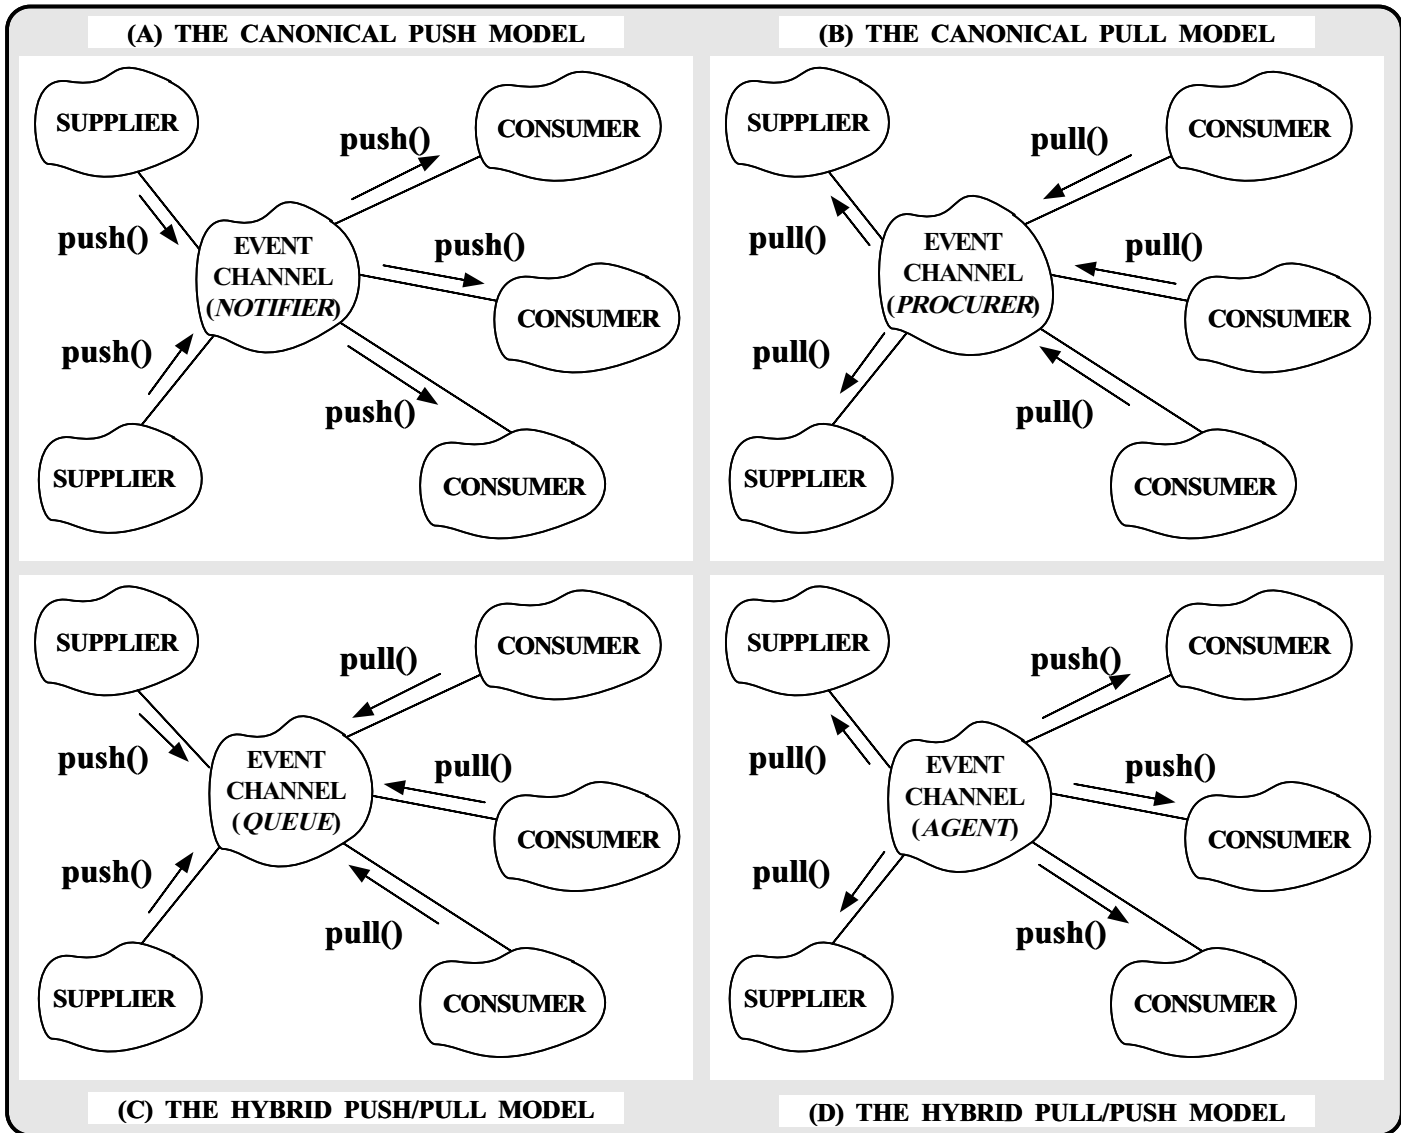 (A) THE CANONICAL PUSH MODEL
SUPPLIER
CONSUMER
push()
push()
EVENT
CHANNEL
(NOTIFIER)
push()
CONSUMER
push()
push()
SUPPLIER
CONSUMER
(B) THE CANONICAL PULL MODEL
SUPPLIER
CONSUMER
pull()
pull()
EVENT
CHANNEL
(PROCURER)
pull()
CONSUMER
pull()
pull()
SUPPLIER
CONSUMER
SUPPLIER
CONSUMER
pull()
push()
EVENT
CHANNEL
(QUEUE)
pull()
CONSUMER
push()
pull()
SUPPLIER
CONSUMER
(C) THE HYBRID PUSH/PULL MODEL
SUPPLIER
CONSUMER
push()
pull()
EVENT
CHANNEL
(AGENT)
push()
CONSUMER
pull()
push()
SUPPLIER
CONSUMER
(D) THE HYBRID PULL/PUSH MODEL